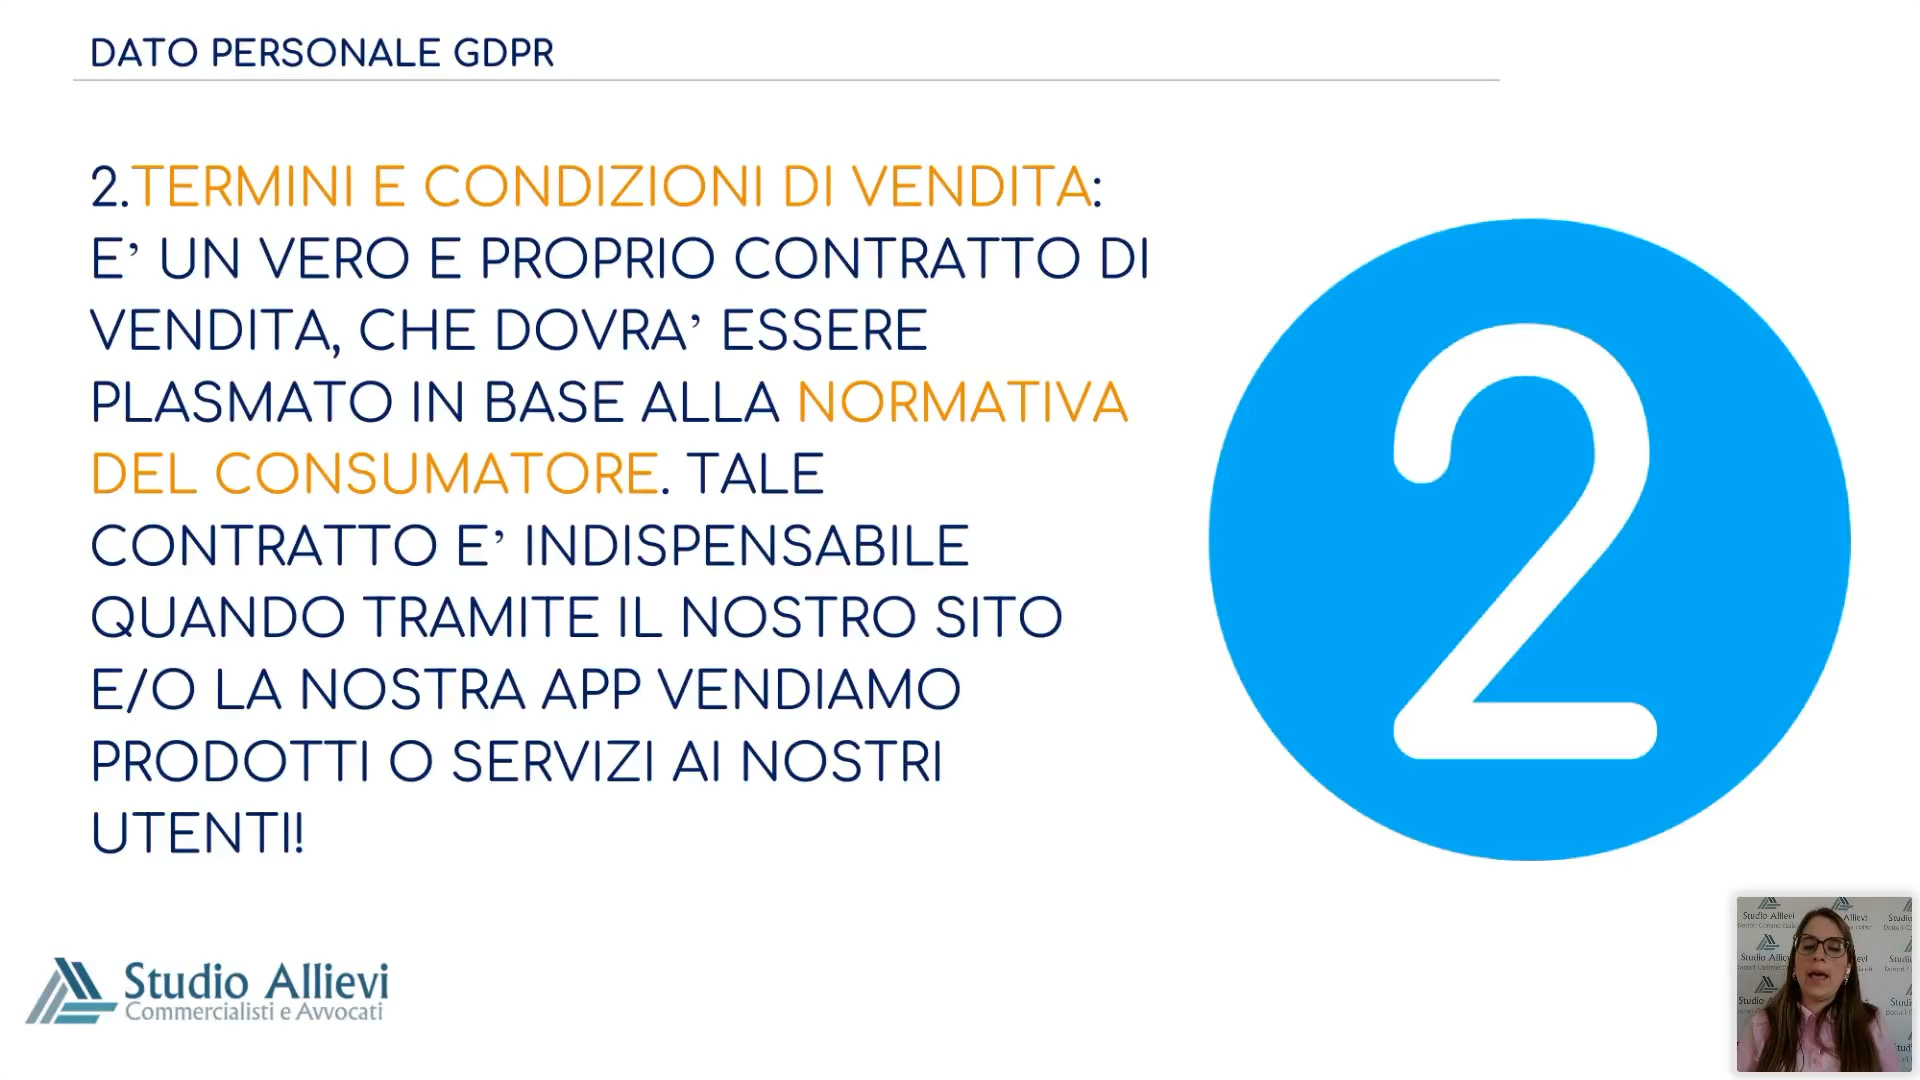 DATO PERSONALE GDPR
2.TERMINI E CONDIZIONI DI VENDITA:
E’ UN VERO E PROPRIO CONTRATTO DI
VENDITA, CHE DOVRA’ ESSERE
PLASMATO IN BASE ALLA NORMATIVA
DEL CONSUMATORE. TALE
CONTRATTO E’ INDISPENSABILE
QUANDO TRAMITE IL NOSTRO SITO
E/O LA NOSTRA APP VENDIAMO
PRODOTTI O SERVIZI AI NOSTRI
UTENTI!
2
Studio Allievi
Commercialisti e Avvocati
Studio Allievi